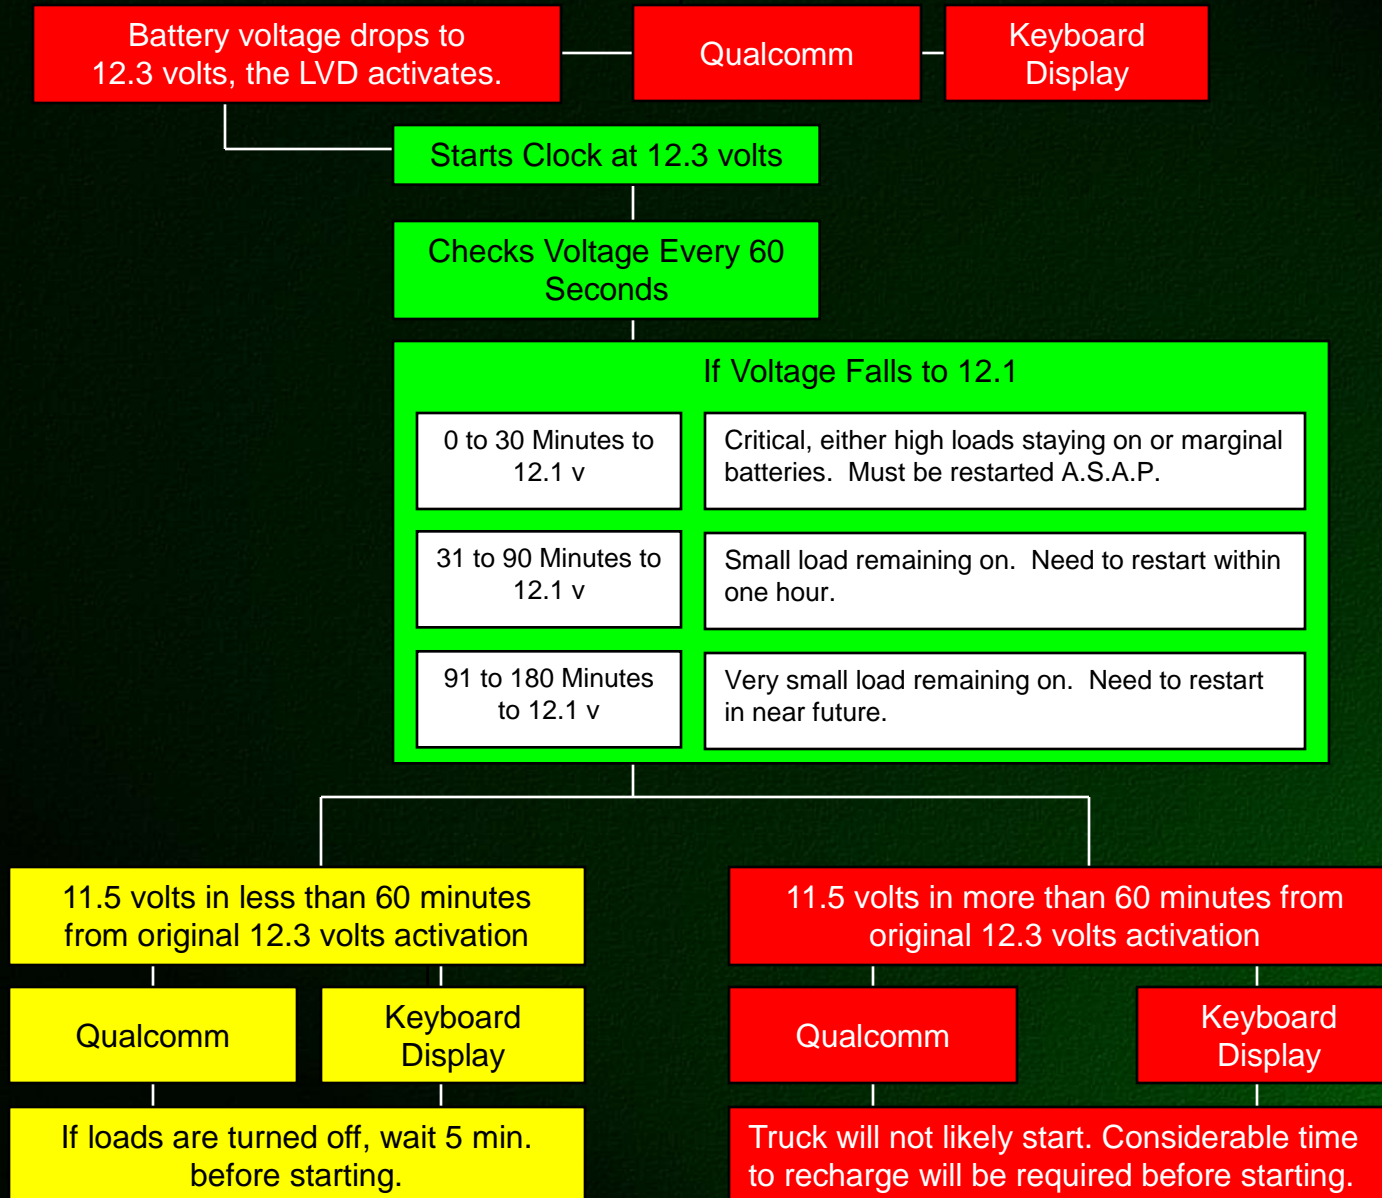 Battery voltage drops to
12.3 volts, the LVD activates.
Qualcomm
Keyboard
Display
Starts Clock at 12.3 volts
Checks Voltage Every 60
Seconds
If Voltage Falls to 12.1
0 to 30 Minutes to
12.1 v
Critical, either high loads staying on or marginal
batteries.  Must be restarted A.S.A.P.
31 to 90 Minutes to
12.1 v
Small load remaining on.  Need to restart within
one hour.
91 to 180 Minutes
to 12.1 v
Very small load remaining on.  Need to restart
in near future.
11.5 volts in less than 60 minutes
from original 12.3 volts activation
Qualcomm
Keyboard
Display
If loads are turned off, wait 5 min.
before starting.
11.5 volts in more than 60 minutes from
original 12.3 volts activation
Qualcomm
Keyboard
Display
Truck will not likely start. Considerable time
to recharge will be required before starting.